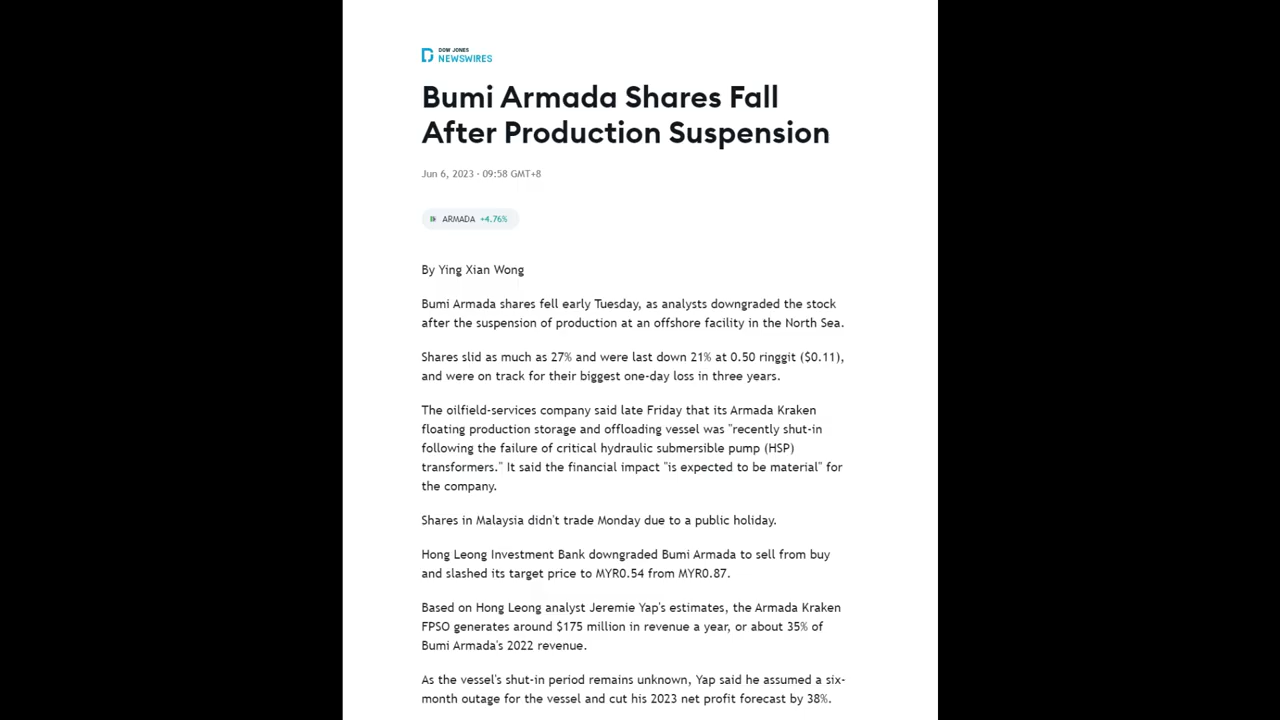 DOW JONES
NEWSWIRES
Bumi Armada Shares Fall
After Production Suspension
Jun 6, 2023 · 09:58 GMT+8
ARMADA +4.76%
By Ying Xian Wong
Bumi Armada shares fell early Tuesday, as analysts downgraded the stock
after the suspension of production at an offshore facility in the North Sea.
Shares slid as much as 27% and were last down 21% at 0.50 ringgit ($0.11),
and were on track for their biggest one-day loss in three years.
The oilfield-services company said late Friday that its Armada Kraken
floating production storage and offloading vessel was "recently shut-in
following the failure of critical hydraulic submersible pump (HSP)
transformers." It said the financial impact "is expected to be material" for
the company.
Shares in Malaysia didn't trade Monday due to a public holiday.
Hong Leong Investment Bank downgraded Bumi Armada to sell from buy
and slashed its target price to MYR0.54 from MYR0.87.
Based on Hong Leong analyst Jeremie Yap's estimates, the Armada Kraken
FPSO generates around $175 million in revenue a year, or about 35% of
Bumi Armada's 2022 revenue.
As the vessel's shut-in period remains unknown, Yap said he assumed a six-
month outage for the vessel and cut his 2023 net profit forecast by 38%.